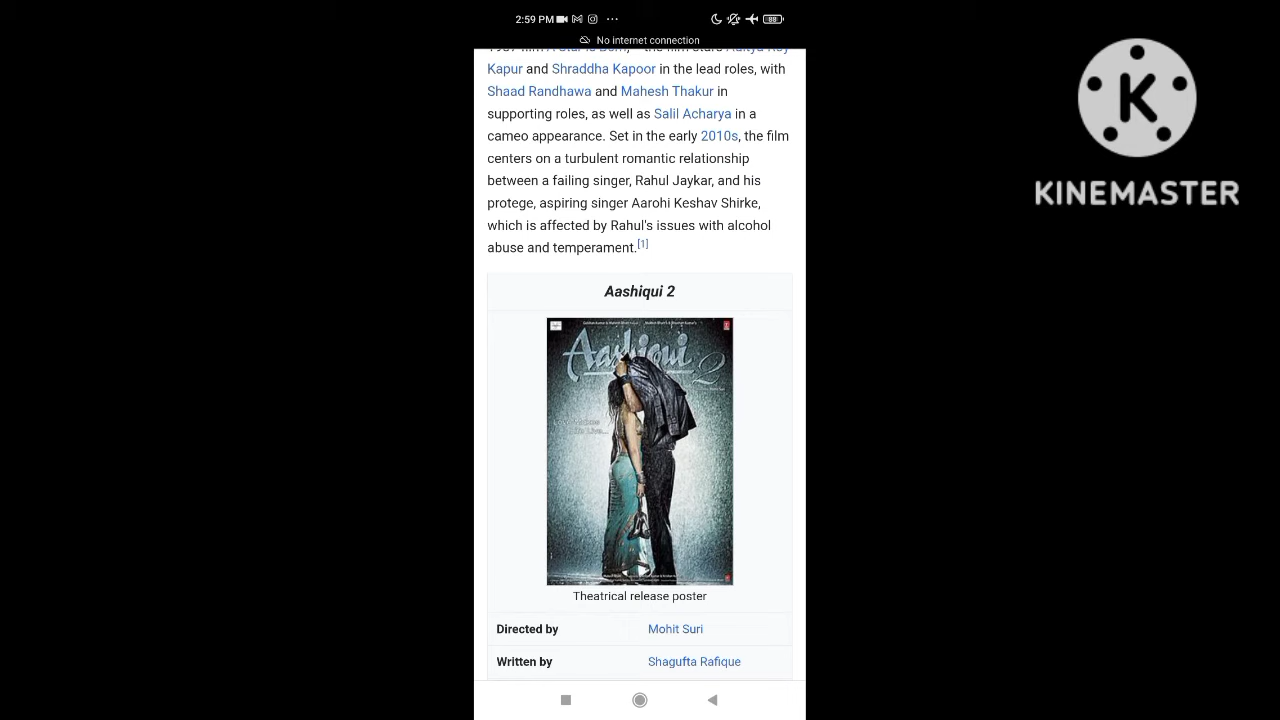 2:59 PM
No internet connection
Kapur and Shraddha Kapoor in the lead roles, with
Shaad Randhawa and Mahesh Thakur in
supporting roles, as well as Salil Acharya in a
cameo appearance. Set in the early 2010s, the film
centers on a turbulent romantic relationship
between a failing singer, Rahul Jaykar, and his
protege, aspiring singer Aarohi Keshav Shirke,
which is affected by Rahul's issues with alcohol
abuse and temperament.[1]
Aashiqui 2
Aashiqui 2
Theatrical release poster
Directed by Mohit Suri
Written by Shagufta Rafique
K
KINEMASTER